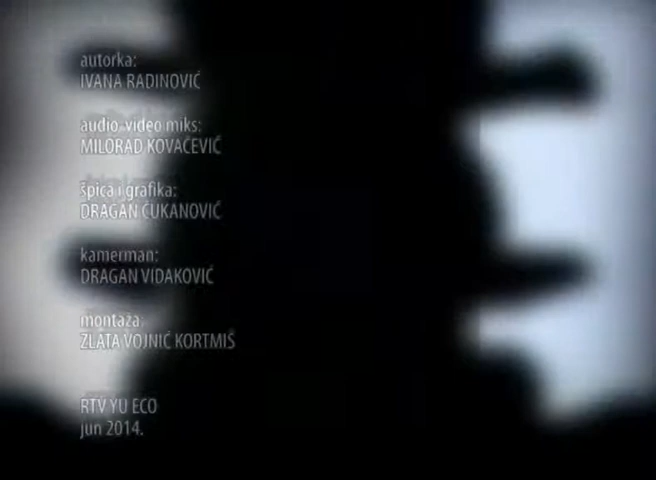 autorka:
IVANA RADINOVIĆ
audio-video miks:
MILORAD KOVAČEVIĆ
špica i grafika:
DRAGAN ČUKANOVIĆ
kamerman:
DRAGAN VIDAKOVIĆ
montaža
ZLATA VOJNIĆ KORTMIŠ
RTV YU ECO
jun 2014.